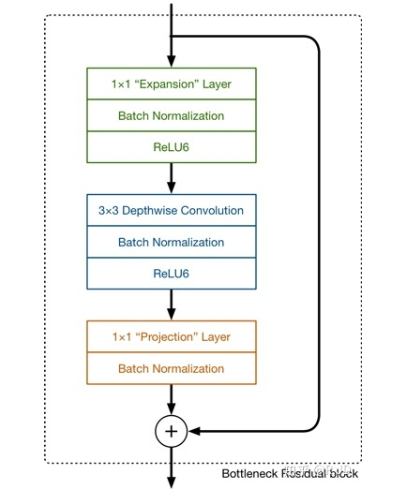 1×1 “Expansion” Layer
Batch Normalization
ReLU6
3×3 Depthwise Convolution
Batch Normalization
ReLU6
1×1 “Projection” Layer
Batch Normalization
+
Bottleneck Residual block